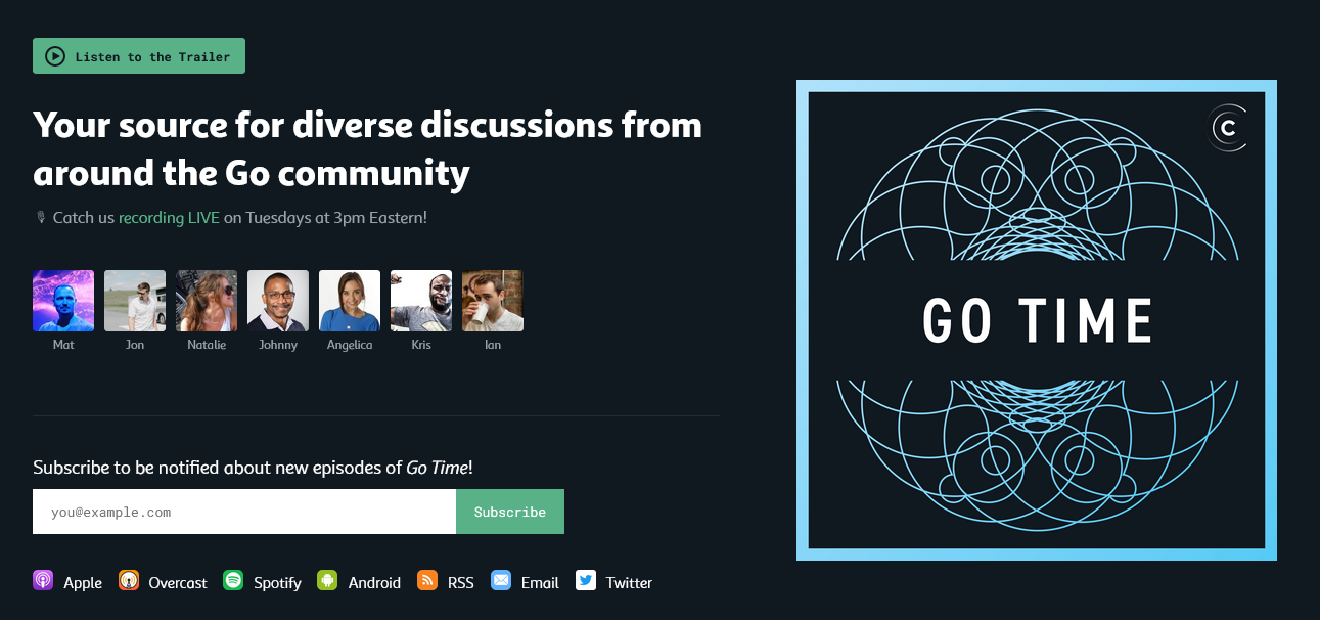 Listen to the Trailer
Your source for diverse discussions from
around the Go community
Catch us recording LIVE on Tuesdays at 3pm Eastern!
Mat
Jon
Natalie
Johnny
Angelica
Kris
Ian
Subscribe to be notified about new episodes of Go Time!
you@example.com
Subscribe
Apple
Overcast
Spotify
Android
RSS
Email
Twitter
C
GO TIME